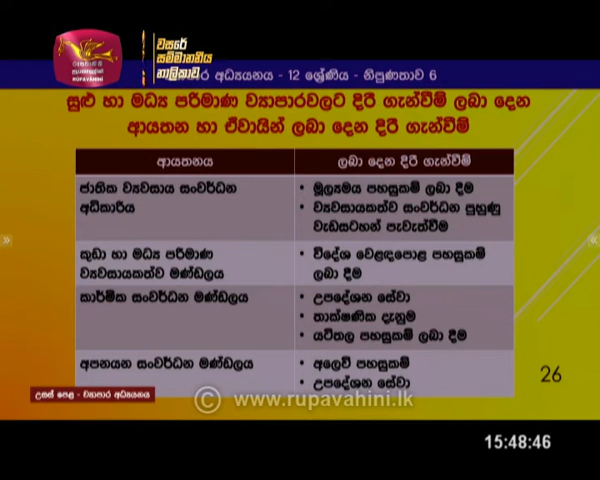 වසරේ
සම්මානනීය
නාලිකාව
රූපවාහිනී
RUPAVAHINI
ර අධ්‍යයනය - 12 ශ්‍රේණිය - නිපුණතාව 6
සුළු හා මධ්‍ය පරිමාණ ව්‍යාපාරවලට දිරි ගැන්වීම් ලබා දෙන
ආයතන හා ඒවායින් ලබා දෙන දිරි ගැන්වීම්
ආයතනය
ලබා දෙන දිරි ගැන්වීම්
ජාතික ව්‍යවසාය සංවර්ධන
අධිකාරිය
• මූල්‍යමය පහසුකම් ලබා දීම
• ව්‍යවසායකත්ව සංවර්ධන පුහුණු
වැඩසටහන් පැවැත්වීම
කුඩා හා මධ්‍ය පරිමාණ
ව්‍යවසායකත්ව මණ්ඩලය
• විදේශ වෙළඳපොළ පහසුකම්
ලබා දීම
කාර්මික සංවර්ධන මණ්ඩලය
• උපදේශන සේවා
• තාක්ෂණික දැනුම
• යටිතල පහසුකම් ලබා දීම
අපනයන සංවර්ධන මණ්ඩලය
• අලෙවි පහසුකම්
• උපදේශන සේවා
26
උසස් පෙළ - ව්‍යාපාර අධ්‍යයනය
© www.rupavahini.lk
15:48:46